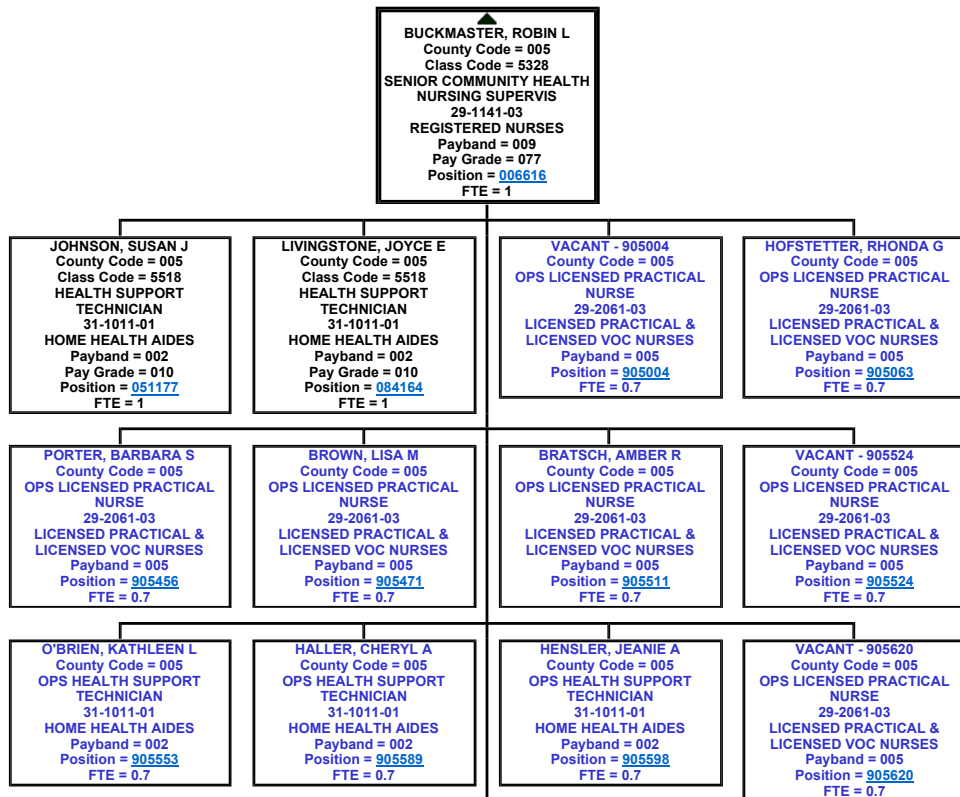 BUCKMASTER, ROBIN L
County Code = 005
Class Code = 5328
SENIOR COMMUNITY HEALTH
NURSING SUPERVIS
29-1141-03
REGISTERED NURSES
Payband = 009
Pay Grade = 077
Position = 006616
FTE = 1
JOHNSON, SUSAN J
County Code = 005
Class Code = 5518
HEALTH SUPPORT
TECHNICIAN
31-1011-01
HOME HEALTH AIDES
Payband = 002
Pay Grade = 010
Position = 051177
FTE = 1
LIVINGSTONE, JOYCE E
County Code = 005
Class Code = 5518
HEALTH SUPPORT
TECHNICIAN
31-1011-01
HOME HEALTH AIDES
Payband = 002
Pay Grade = 010
Position = 084164
FTE = 1
VACANT - 905004
County Code = 005
OPS LICENSED PRACTICAL
NURSE
29-2061-03
LICENSED PRACTICAL &
LICENSED VOC NURSES
Payband = 005
Position = 905004
FTE = 0.7
HOFSTETTER, RHONDA G
County Code = 005
OPS LICENSED PRACTICAL
NURSE
29-2061-03
LICENSED PRACTICAL &
LICENSED VOC NURSES
Payband = 005
Position = 905063
FTE = 0.7
PORTER, BARBARA S
County Code = 005
OPS LICENSED PRACTICAL
NURSE
29-2061-03
LICENSED PRACTICAL &
LICENSED VOC NURSES
Payband = 005
Position = 905456
FTE = 0.7
BROWN, LISA M
County Code = 005
OPS LICENSED PRACTICAL
NURSE
29-2061-03
LICENSED PRACTICAL &
LICENSED VOC NURSES
Payband = 005
Position = 905471
FTE = 0.7
BRATSCH, AMBER R
County Code = 005
OPS LICENSED PRACTICAL
NURSE
29-2061-03
LICENSED PRACTICAL &
LICENSED VOC NURSES
Payband = 005
Position = 905511
FTE = 0.7
VACANT - 905524
County Code = 005
OPS LICENSED PRACTICAL
NURSE
29-2061-03
LICENSED PRACTICAL &
LICENSED VOC NURSES
Payband = 005
Position = 905524
FTE = 0.7
O'BRIEN, KATHLEEN L
County Code = 005
OPS HEALTH SUPPORT
TECHNICIAN
31-1011-01
HOME HEALTH AIDES
Payband = 002
Position = 905553
FTE = 0.7
HALLER, CHERYL A
County Code = 005
OPS HEALTH SUPPORT
TECHNICIAN
31-1011-01
HOME HEALTH AIDES
Payband = 002
Position = 905589
FTE = 0.7
HENSLER, JEANIE A
County Code = 005
OPS HEALTH SUPPORT
TECHNICIAN
31-1011-01
HOME HEALTH AIDES
Payband = 002
Position = 905598
FTE = 0.7
VACANT - 905620
County Code = 005
OPS LICENSED PRACTICAL
NURSE
29-2061-03
LICENSED PRACTICAL &
LICENSED VOC NURSES
Payband = 005
Position = 905620
FTE = 0.7